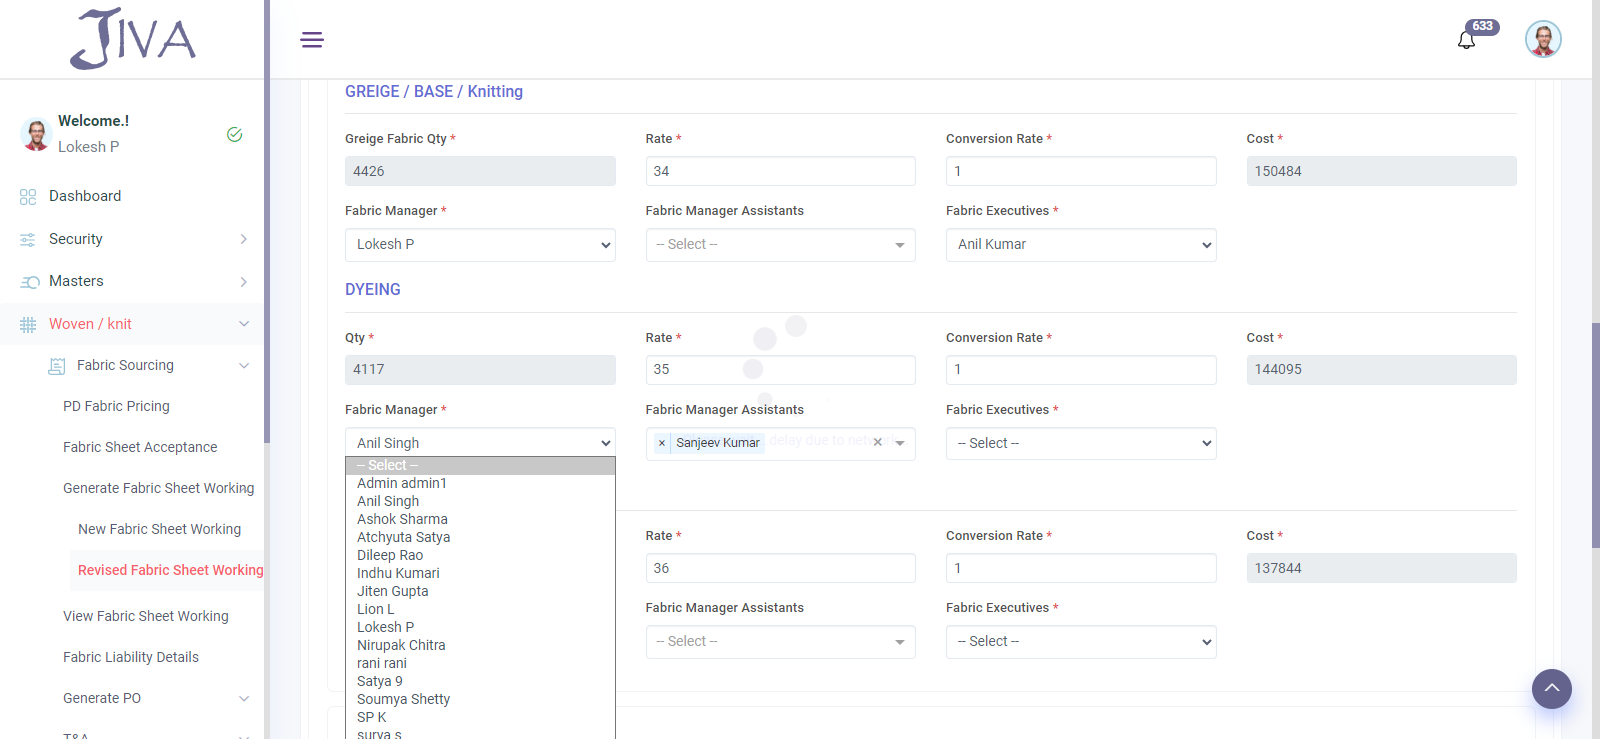 JIVA
633
Welcome.!
Lokesh P
Dashboard
Security
Masters
Woven / knit
Fabric Sourcing
PD Fabric Pricing
Fabric Sheet Acceptance
Generate Fabric Sheet Working
New Fabric Sheet Working
Revised Fabric Sheet Working
View Fabric Sheet Working
Fabric Liability Details
Generate PO
T&A
GREIGE / BASE / Knitting
Greige Fabric Qty * Rate * Conversion Rate * Cost *
4426 34 1 150484
Fabric Manager * Fabric Manager Assistants Fabric Executives *
Lokesh P -- Select -- Anil Kumar
DYEING
Qty * Rate * Conversion Rate * Cost *
4117 35 1 144095
Fabric Manager * Fabric Manager Assistants Fabric Executives *
Anil Singh × Sanjeev Kumar delay due to network × -- Select --
-- Select --
Admin admin1
Anil Singh
Ashok Sharma
Atchyuta Satya
Dileep Rao
Indhu Kumari
Jiten Gupta
Lion L
Lokesh P
Nirupak Chitra
rani rani
Satya 9
Soumya Shetty
SP K
surya s
Rate * Conversion Rate * Cost *
36 1 137844
Fabric Manager Assistants Fabric Executives *
-- Select -- -- Select --